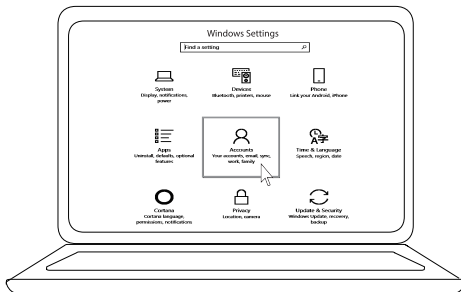 Windows Settings
Find a setting
System
Display, notifications,
power
Devices
Bluetooth, printers, mouse
Phone
Link your Android, iPhone
Apps
Uninstall, defaults, optional
features
Accounts
Your accounts, email, sync,
work, family
Time & Language
Speech, region, date
Cortana
Cortana language,
permissions, notifications
Privacy
Location, camera
Update & Security
Windows Update, recovery,
backup